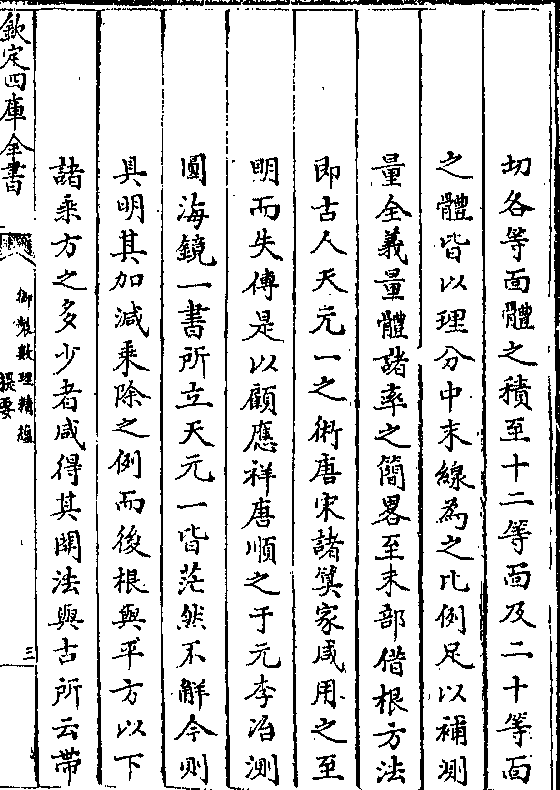 切各等面體之積至十二等面及二十等面
之體皆以理分中末線為之比例足以補測
量全義量體諸率之簡畧至末部借根方法
即古人天元一之術唐宋諸算家咸用之至
明而失傳是以顧應祥唐順之于元李冶測
圓海鏡一書所立天元一皆茫然不解今則
具明其加減乘除之例而後根與平方以下
諸乘方之多少者咸得其開法與古所云帶
欽定四庫全書
御製數理精蘊
提要
三